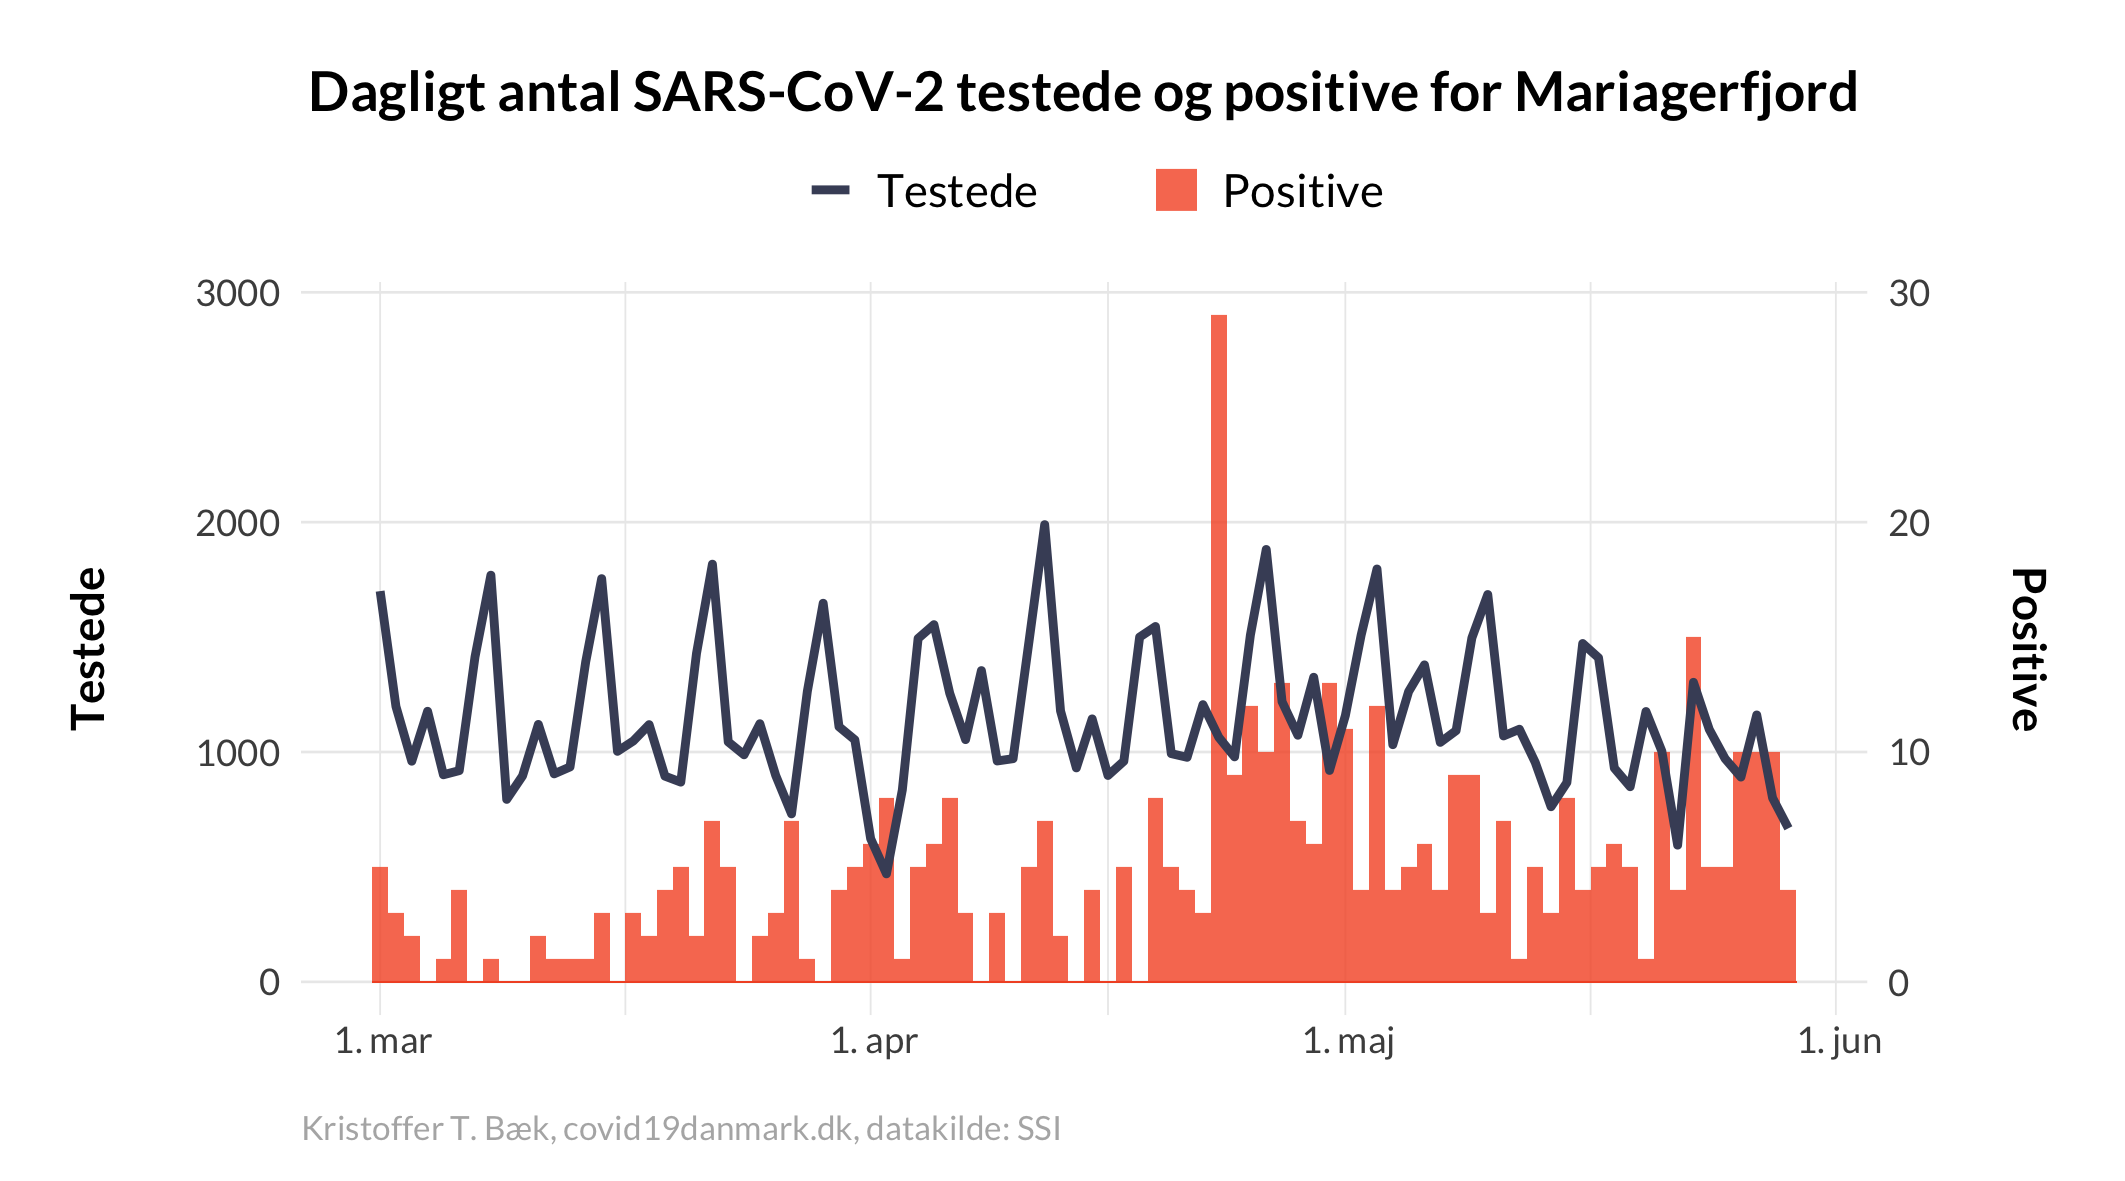 Dagligt antal SARS-CoV-2 testede og positive for Mariagerfjord
Testede Positive
3000 30
2000 20
1000 10
0 0
Testede
Positive
1. mar 1. apr 1. maj 1. jun
Kristoffer T. Bæk, covid19danmark.dk, datakilde: SSI